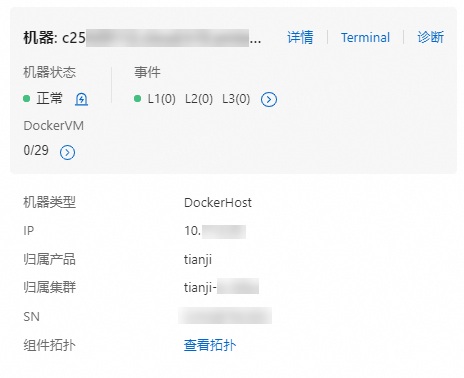 机器: c25 ... 详情 Terminal 诊断
机器状态 事件
正常 L1(0) L2(0) L3(0)
DockerVM
0/29
机器类型 DockerHost
IP 10.
归属产品 tianji
归属集群 tianji-
SN
组件拓扑 查看拓扑